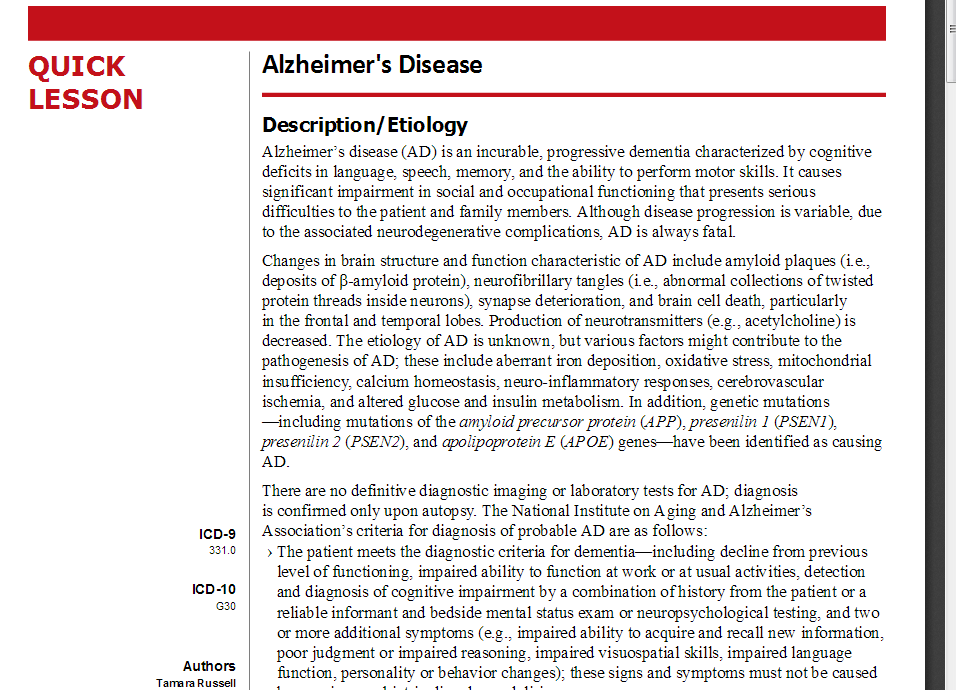 QUICK
LESSON
ICD-9
331.0
ICD-10
G30
Authors
Tamara Russell
Alzheimer's Disease
Description/Etiology
Alzheimer’s disease (AD) is an incurable, progressive dementia characterized by cognitive
deficits in language, speech, memory, and the ability to perform motor skills. It causes
significant impairment in social and occupational functioning that presents serious
difficulties to the patient and family members. Although disease progression is variable, due
to the associated neurodegenerative complications, AD is always fatal.
Changes in brain structure and function characteristic of AD include amyloid plaques (i.e.,
deposits of β-amyloid protein), neurofibrillary tangles (i.e., abnormal collections of twisted
protein threads inside neurons), synapse deterioration, and brain cell death, particularly
in the frontal and temporal lobes. Production of neurotransmitters (e.g., acetylcholine) is
decreased. The etiology of AD is unknown, but various factors might contribute to the
pathogenesis of AD; these include aberrant iron deposition, oxidative stress, mitochondrial
insufficiency, calcium homeostasis, neuro-inflammatory responses, cerebrovascular
ischemia, and altered glucose and insulin metabolism. In addition, genetic mutations
—including mutations of the amyloid precursor protein (APP), presenilin 1 (PSEN1),
presenilin 2 (PSEN2), and apolipoprotein E (APOE) genes—have been identified as causing
AD.
There are no definitive diagnostic imaging or laboratory tests for AD; diagnosis
is confirmed only upon autopsy. The National Institute on Aging and Alzheimer’s
Association’s criteria for diagnosis of probable AD are as follows:
› The patient meets the diagnostic criteria for dementia—including decline from previous
level of functioning, impaired ability to function at work or at usual activities, detection
and diagnosis of cognitive impairment by a combination of history from the patient or a
reliable informant and bedside mental status exam or neuropsychological testing, and two
or more additional symptoms (e.g., impaired ability to acquire and recall new information,
poor judgment or impaired reasoning, impaired visuospatial skills, impaired language
function, personality or behavior changes); these signs and symptoms must not be caused